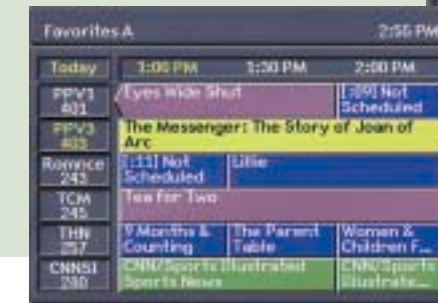 Favorites A 2:55 PM
Today 1:00 PM 1:30 PM 2:00 PM
PPV1
401
Eyes Wide Shut
[:09] Not
Scheduled
PPV3
403
The Messenger: The Story of Joan of
Arc
Romnce
243
[:11] Not
Scheduled
Lillie
TCM
245
Tea for Two
THN
257
9 Months &
Counting
The Parent
Table
Women &
Children F...
CNNSI
280
CNN/Sports Illustrated
Sports News
CNN/Sports
Illustrate...